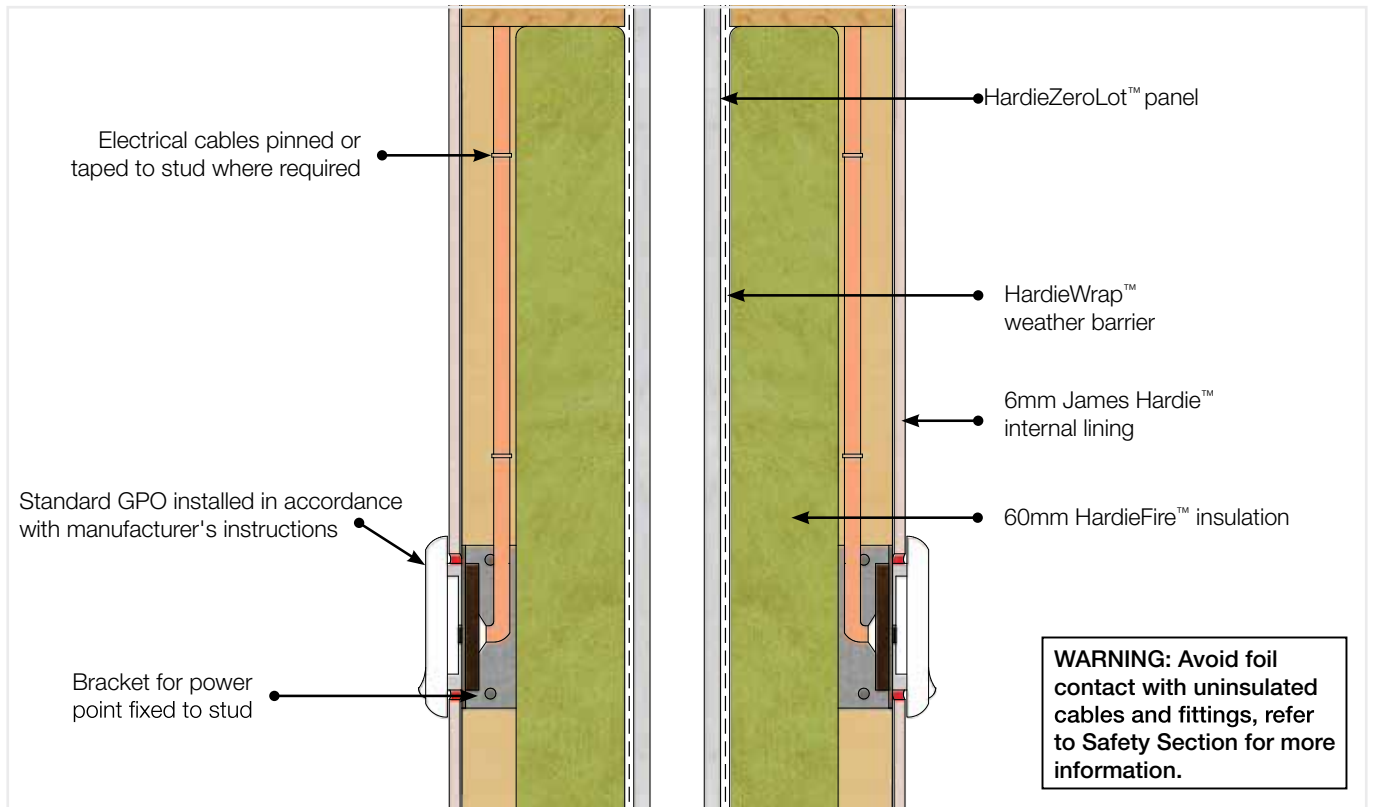 Electrical cables pinned or
taped to stud where required
Standard GPO installed in accordance
with manufacturer's instructions
Bracket for power
point fixed to stud
HardieZeroLot™ panel
HardieWrap™
weather barrier
6mm James Hardie™
internal lining
60mm HardieFire™ insulation
WARNING: Avoid foil
contact with uninsulated
cables and fittings, refer
to Safety Section for more
information.